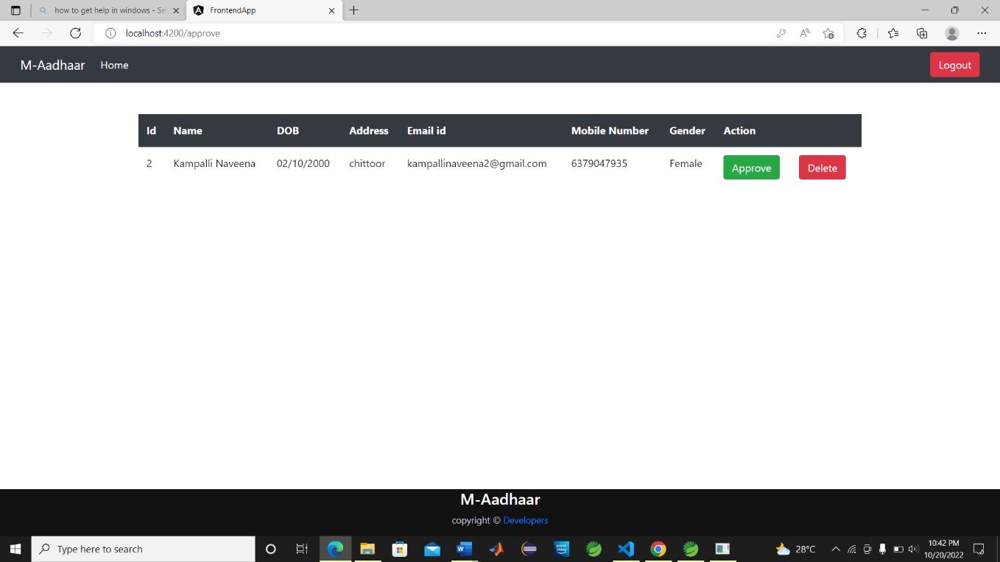 how to get help in windows - Se
FrontendApp
localhost:4200/approve
M-Aadhaar Home Logout
Id Name DOB Address Email id Mobile Number Gender Action
2 Kampalli Naveena 02/10/2000 chittoor kampallinaveena2@gmail.com 6379047935 Female Approve Delete
M-Aadhaar
copyright © Developers
Type here to search
W
prime video
28°C
10:42 PM
10/20/2022